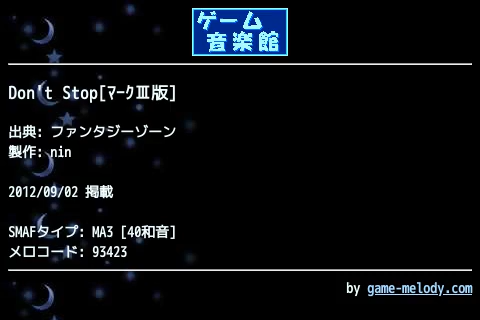 ゲーム
音楽館
Don't Stop[ﾏｰｸⅢ版]
出典: ファンタジーゾーン
製作: nin
2012/09/02 掲載
SMAFタイプ: MA3 [40和音]
メロコード: 93423
by game-melody.com